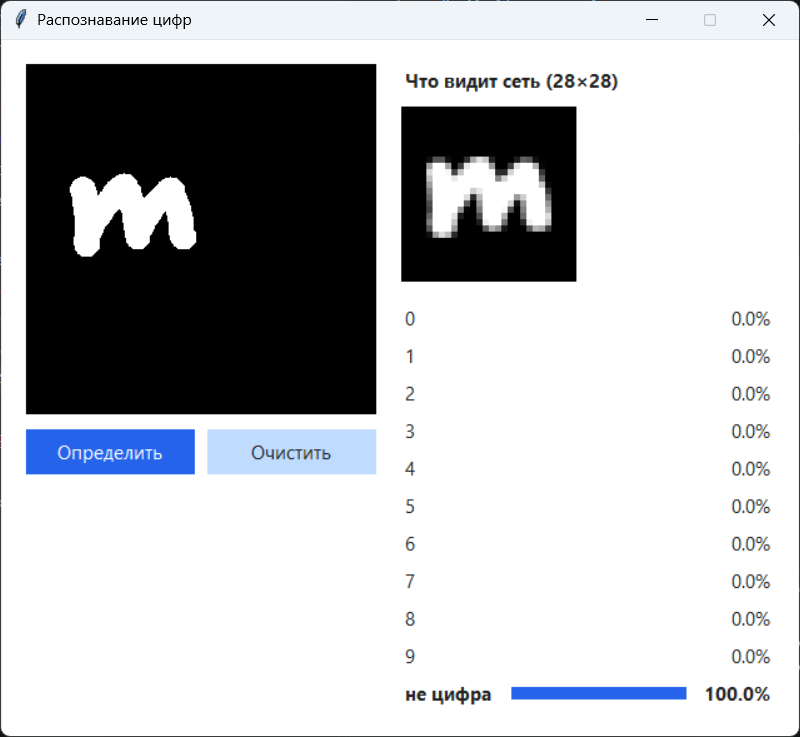 Распознавание цифр
Что видит сеть (28×28)
m
m
0 0.0%
1 0.0%
2 0.0%
3 0.0%
4 0.0%
5 0.0%
6 0.0%
7 0.0%
8 0.0%
9 0.0%
не цифра 100.0%
Определить Очистить